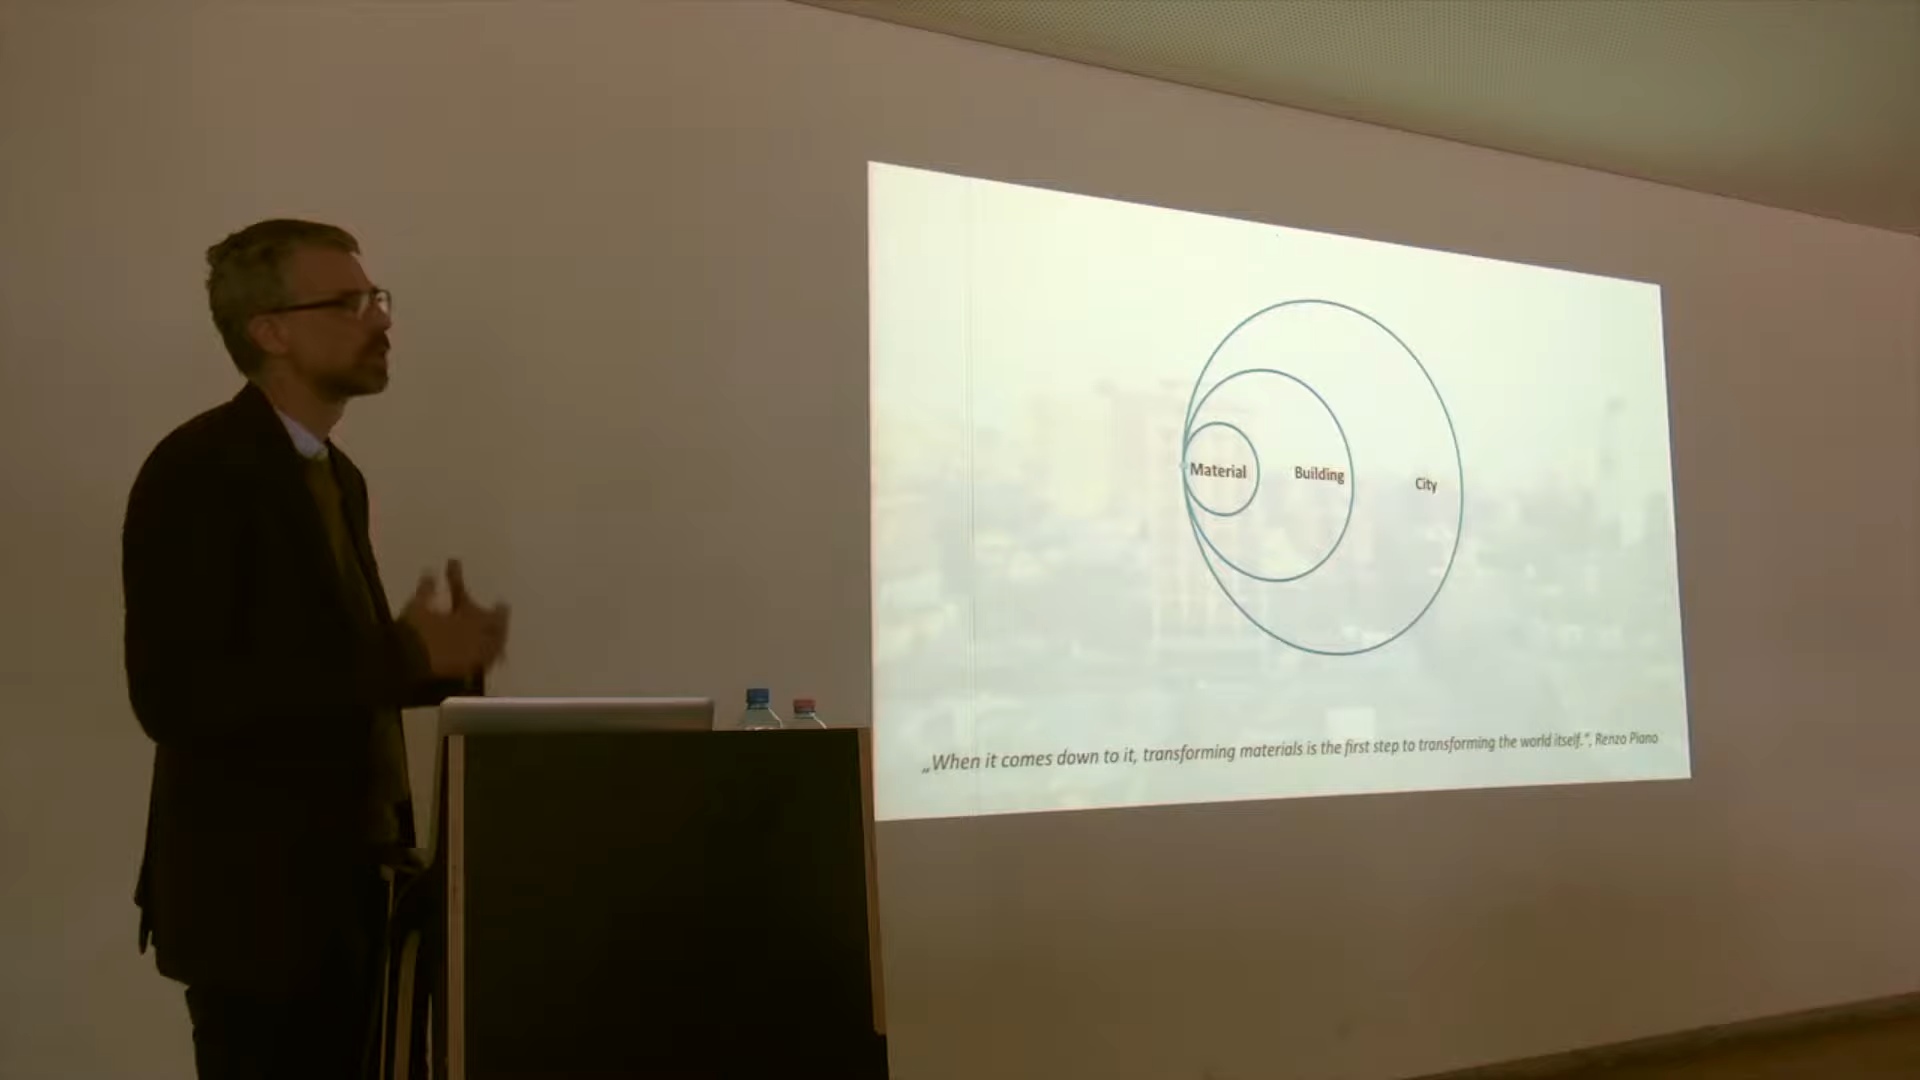 Material
Building
City
„When it comes down to it, transforming materials is the first step to transforming the world itself.“, Renzo Piano